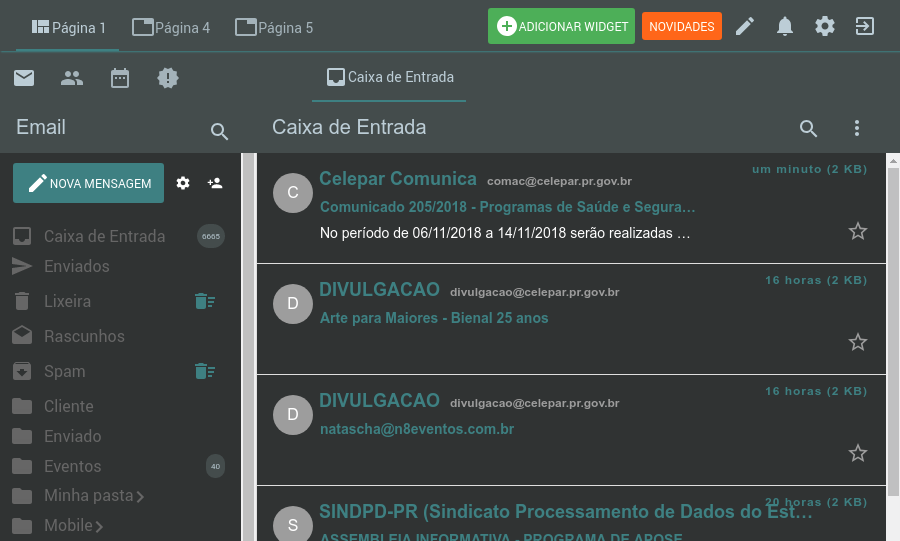 Página 1
Página 4
Página 5
ADICIONAR WIDGET
NOVIDADES
Caixa de Entrada
Email
Caixa de Entrada
NOVA MENSAGEM
Caixa de Entrada 6665
Enviados
Lixeira
Rascunhos
Spam
Cliente
Enviado
Eventos 40
Minha pasta
Mobile
um minuto (2 KB)
C
Celepar Comunica comac@celepar.pr.gov.br
Comunicado 205/2018 - Programas de Saúde e Segura…
No período de 06/11/2018 a 14/11/2018 serão realizadas …
16 horas (2 KB)
D
DIVULGACAO divulgacao@celepar.pr.gov.br
Arte para Maiores - Bienal 25 anos
16 horas (2 KB)
D
DIVULGACAO divulgacao@celepar.pr.gov.br
natascha@n8eventos.com.br
20 horas (2 KB)
S
SINDPD-PR (Sindicato Processamento de Dados do Est…
ASSEMBLEIA INFORMATIVA - PROGRAMA DE APOSE